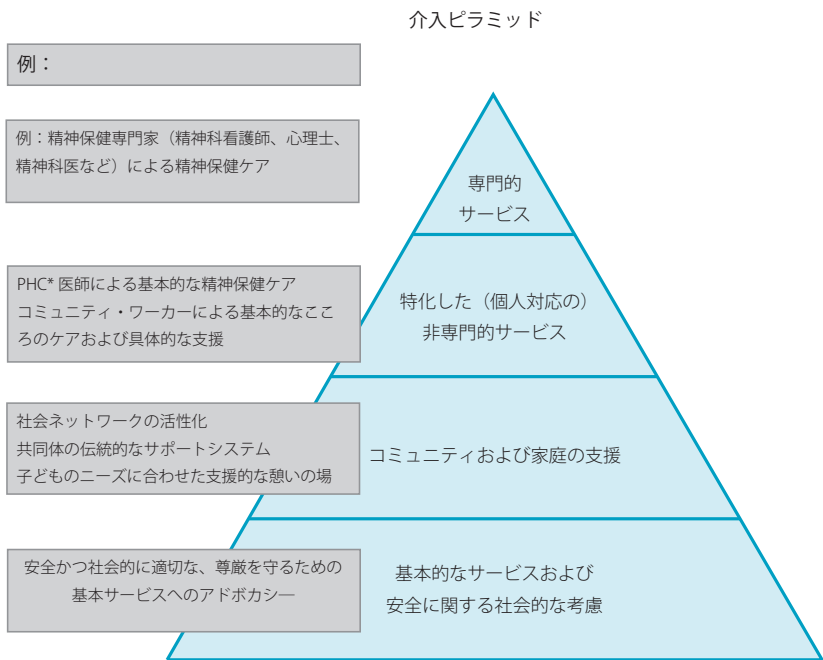 介入ピラミッド
例：
例：精神保健専門家（精神科看護師、心理士、
精神科医など）による精神保健ケア
専門的
サービス
PHC* 医師による基本的な精神保健ケア
コミュニティ・ワーカーによる基本的なここ
ろのケアおよび具体的な支援
特化した（個人対応の）
非専門的サービス
社会ネットワークの活性化
共同体の伝統的なサポートシステム
子どものニーズに合わせた支援的な憩いの場
コミュニティおよび家庭の支援
安全かつ社会的に適切な、尊厳を守るための
基本サービスへのアドボカシー
基本的なサービスおよび
安全に関する社会的な考慮